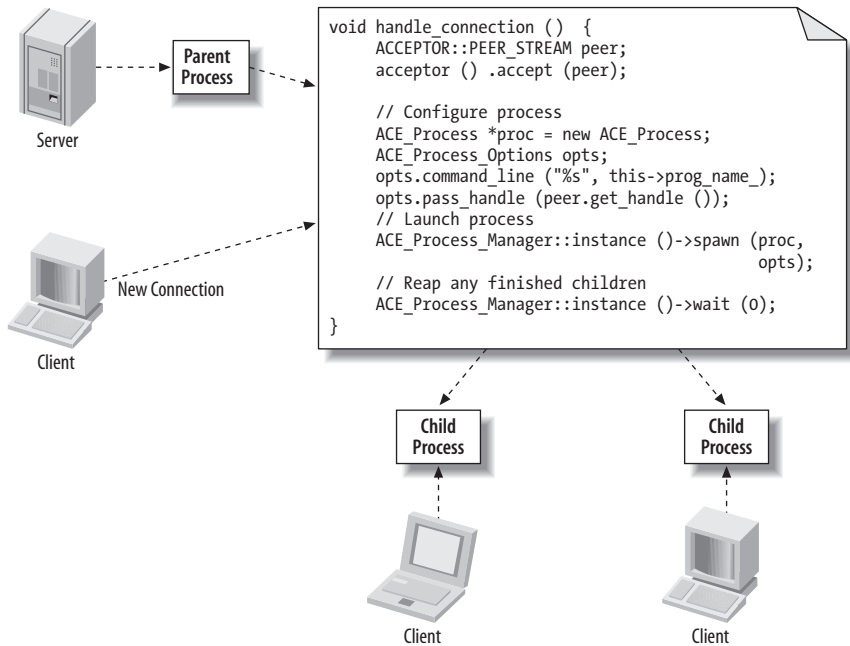 Server
Parent
Process
void handle_connection ()  {
ACCEPTOR::PEER_STREAM peer;
acceptor () .accept (peer);
// Configure process
ACE_Process *proc = new ACE_Process;
ACE_Process_Options opts;
opts.command_line ("%s", this->prog_name_);
opts.pass_handle (peer.get_handle ());
// Launch process
ACE_Process_Manager::instance ()->spawn (proc,
opts);
// Reap any finished children
ACE_Process_Manager::instance ()->wait (0);
}
New Connection
Client
Child
Process
Child
Process
Client
Client